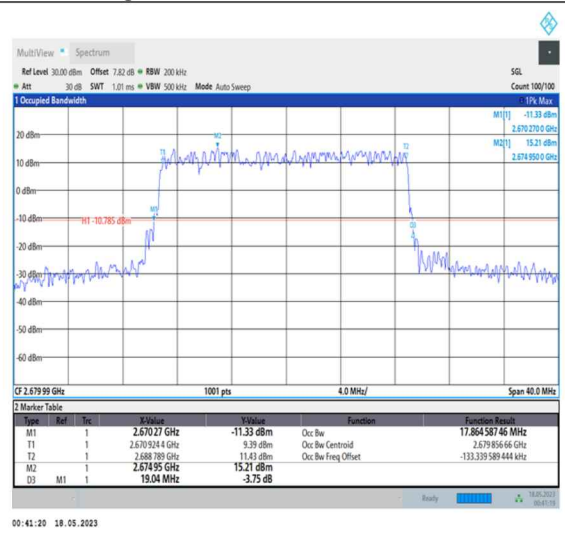 MultiView Spectrum
Ref Level 30.00 dBm Offset 7.82 dB RBW 200 kHz SGL
Att 30 dB SWT 1.01 ms VBW 500 kHz Mode Auto Sweep Count 100/100
1 Occupied Bandwidth 1Pk Max
M1[1] -11.33 dBm
2.670 270 0 GHz
M2[1] 15.21 dBm
2.674 950 0 GHz
20 dBm
M2
T1
T2
10 dBm
0 dBm
M1
-10 dBm
H1 -10.785 dBm
D3
-20 dBm
-30 dBm
-40 dBm
-50 dBm
-60 dBm
CF 2.679 99 GHz 1001 pts 4.0 MHz/ Span 40.0 MHz
2 Marker Table
Type Ref Trc X-Value Y-Value Function Function Result
M1 1 2.670 27 GHz -11.33 dBm Occ Bw 17.864 587 46 MHz
T1 1 2.670 924 4 GHz 9.39 dBm Occ Bw Centroid 2.679 856 66 GHz
T2 1 2.688 789 GHz 11.43 dBm Occ Bw Freq Offset -133.339 589 444 kHz
M2 1 2.674 95 GHz 15.21 dBm
D3 M1 1 19.04 MHz -3.75 dB
Ready 18.05.2023
00:41:19
00:41:20 18.05.2023